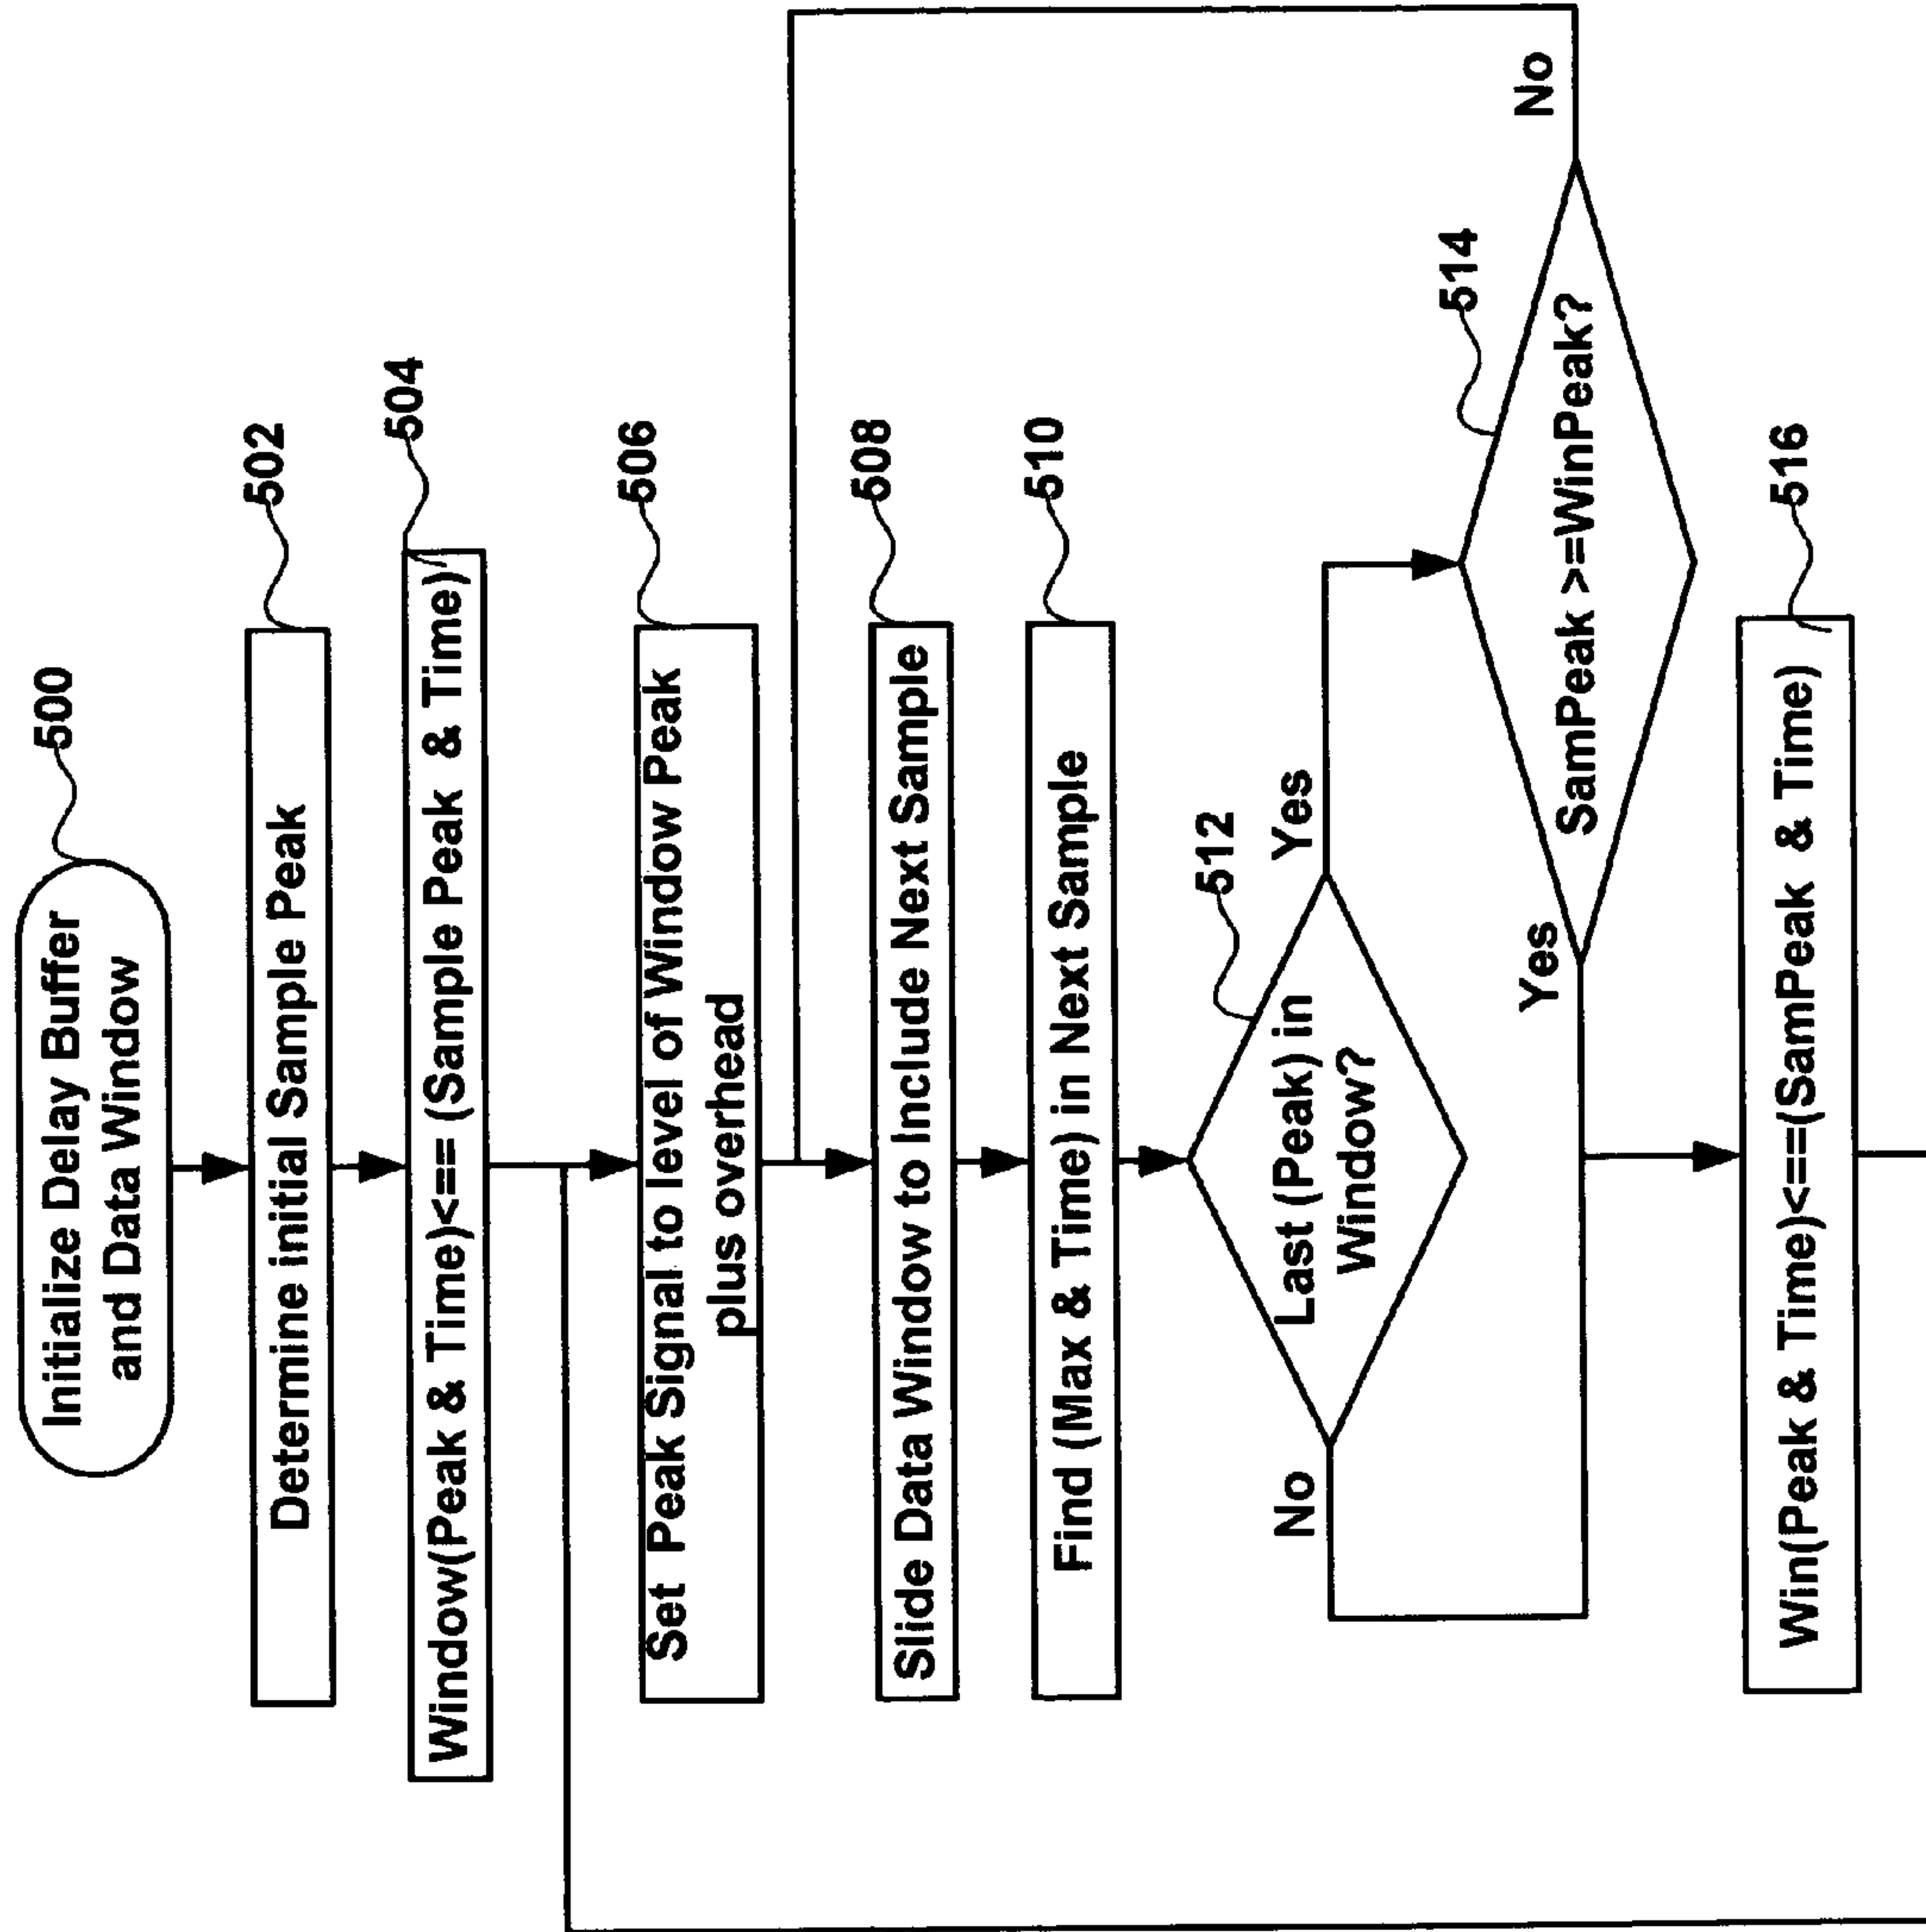 500
Initialize Delay Buffer
and Data Window
502
Determine initial Sample Peak
504
Window(Peak & Time)<== (Sample Peak & Time)
506
Set Peak Signal to level of Window Peak
plus overhead
508
Slide Data Window to Include Next Sample
510
Find (Max & Time) in Next Sample
512
Last (Peak) in
Window?
No
Yes
514
SamPeak >=WinPeak?
Yes
No
516
Win(Peak & Time)<==(SamPeak & Time)